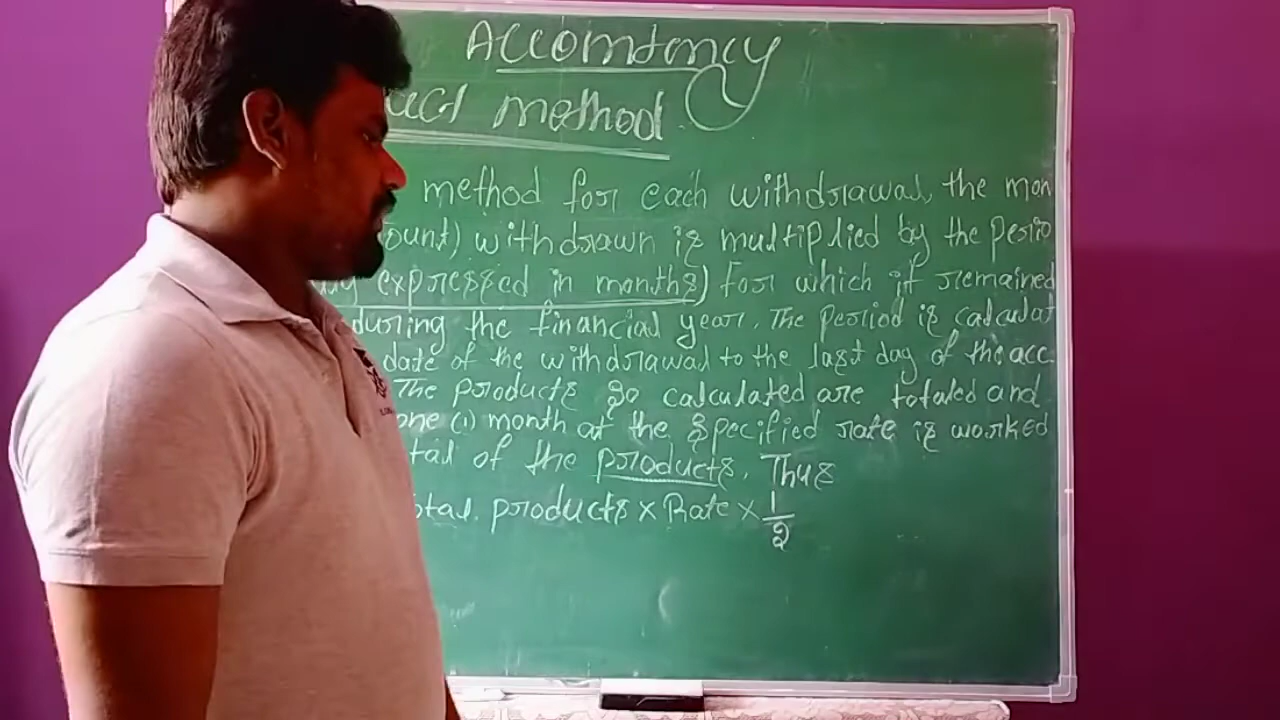 Accomtancy
uct method.
method for each withdrawal, the mon
ount) withdrawn is multiplied by the perio
expressed in months) for which it remained
during the financial year. The period is calculat
date of the withdrawal to the last day of the acc.
The products so calculated are totaled and
one (1) month at the specified rate is worked
tal of the products. Thus
otal products × Rate × 1/2